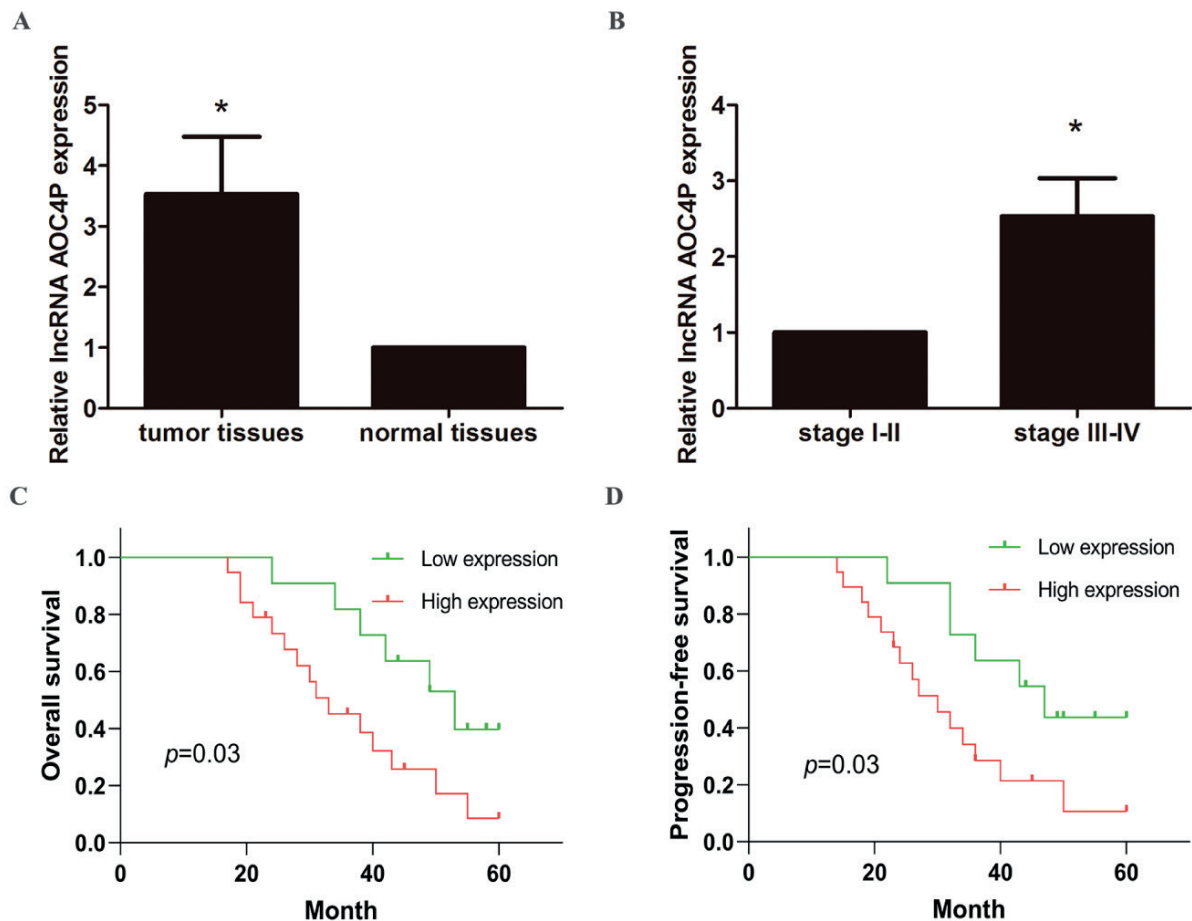 A
Relative lncRNA AOC4P expression
5
4
3
2
1
0
*
tumor tissues
normal tissues
B
Relative lncRNA AOC4P expression
4
3
2
1
0
*
stage I-II
stage III-IV
C
Overall survival
1.0
0.8
0.6
0.4
0.2
0.0
Low expression
High expression
p=0.03
0
20
40
60
Month
D
Progression-free survival
1.0
0.8
0.6
0.4
0.2
0.0
Low expression
High expression
p=0.03
0
20
40
60
Month